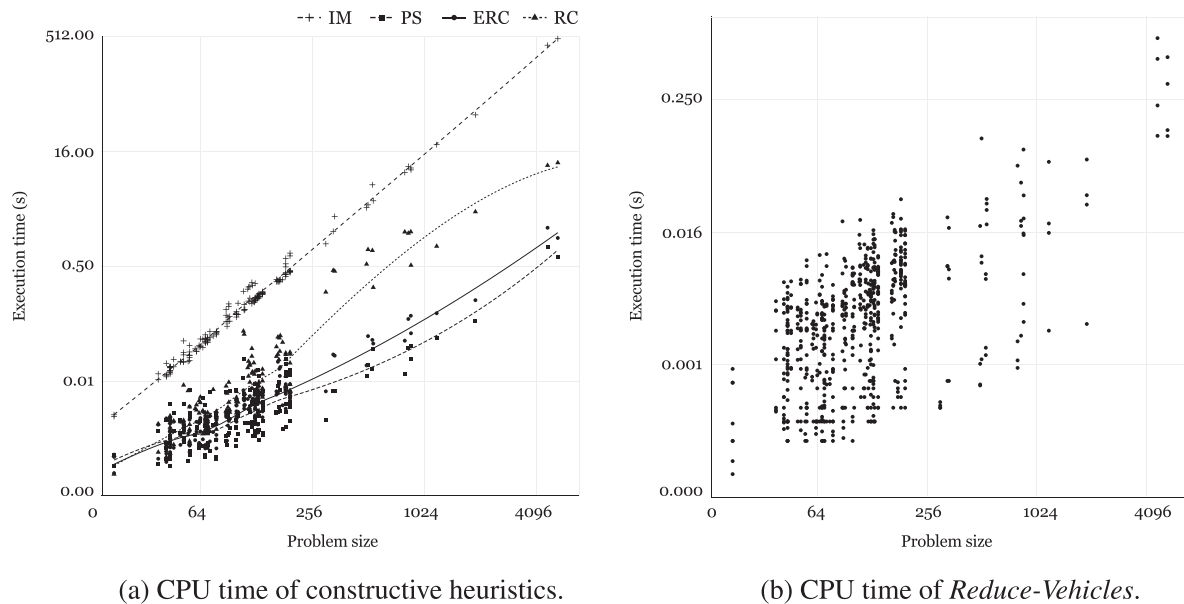 IM PS ERC RC
512.00
16.00
0.50
0.01
0.00
0 64 256 1024 4096
Execution time (s)
Problem size
(a) CPU time of constructive heuristics.
0.250
0.016
0.001
0.000
0 64 256 1024 4096
Execution time (s)
Problem size
(b) CPU time of Reduce-Vehicles.